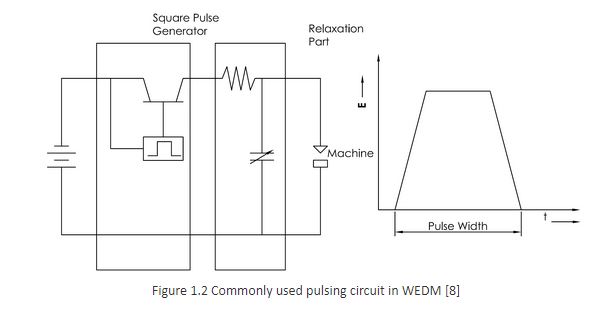 Square Pulse
Generator
Relaxation
Part
E
Machine
Pulse Width
t
Figure 1.2 Commonly used pulsing circuit in WEDM [8]